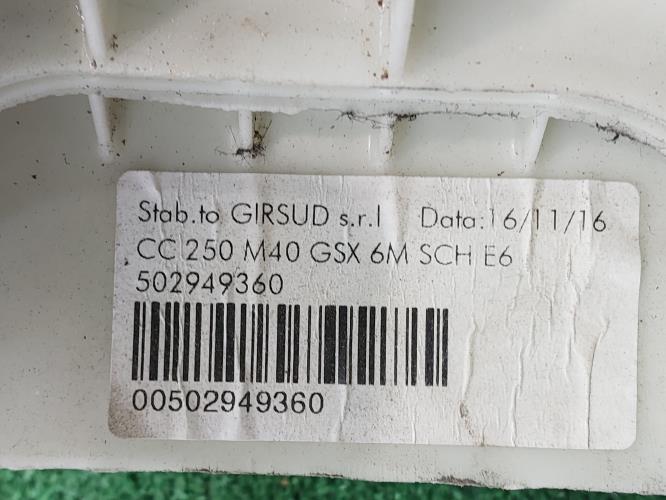 Stab.to GIRSUD s.r.l Data:16/11/16
CC 250 M40 GSX 6M SCH E6
502949360
00502949360